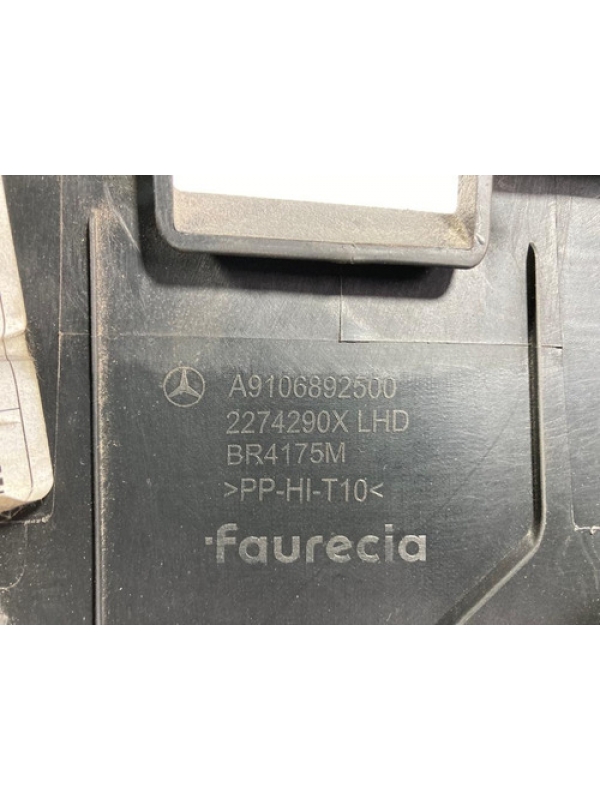 A9106892500
2274290X LHD
BR4175M
>PP-HI-T10<
faurecia